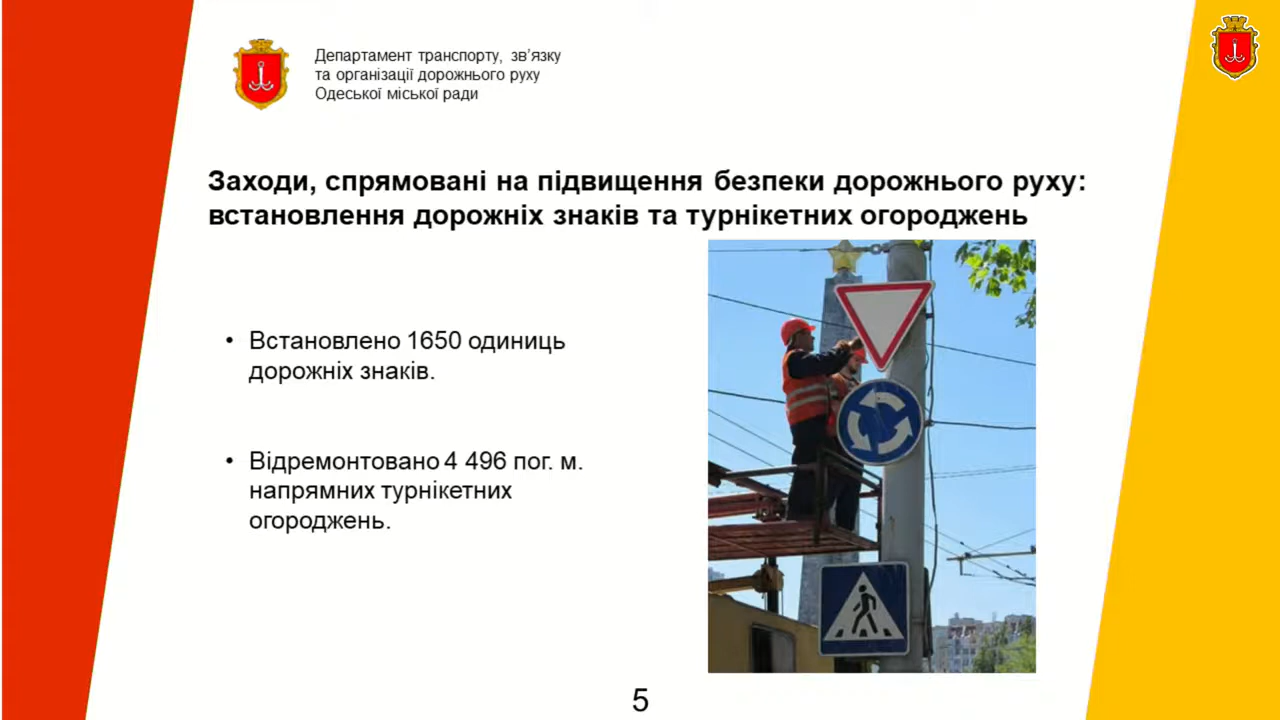 Департамент транспорту, зв’язку
та організації дорожнього руху
Одеської міської ради
Заходи, спрямовані на підвищення безпеки дорожнього руху:
встановлення дорожніх знаків та турнікетних огороджень
• Встановлено 1650 одиниць
дорожніх знаків.
• Відремонтовано 4 496 пог. м.
напрямних турнікетних
огороджень.
5